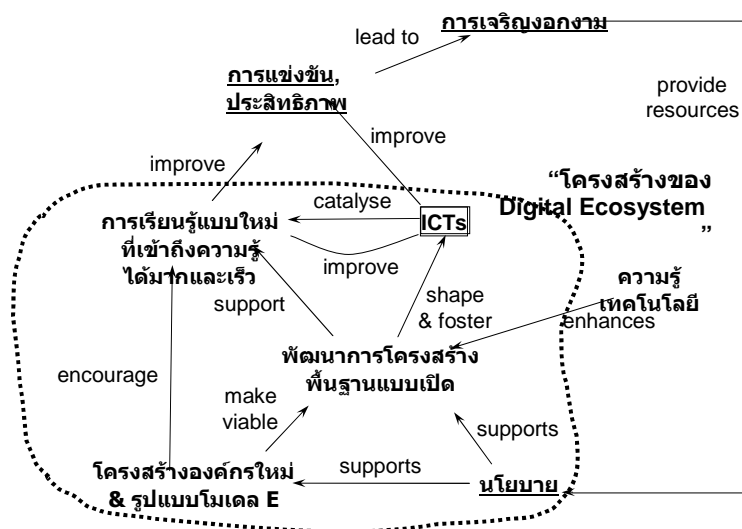 การเจริญงอกงาม
lead to
การแข่งขัน,
ประสิทธิภาพ
provide
resources
improve
improve
“โครงสร้างของ
Digital Ecosystem
”
catalyse
การเรียนรู้แบบใหม่
ที่เข้าถึงความรู้
ได้มากและเร็ว
ICTs
improve
ความรู้
เทคโนโลยี
support
shape
& foster
enhances
พัฒนาการโครงสร้าง
พื้นฐานแบบเปิด
encourage
make
viable
supports
โครงสร้างองค์กรใหม่
& รูปแบบโมเดล E
supports
นโยบาย